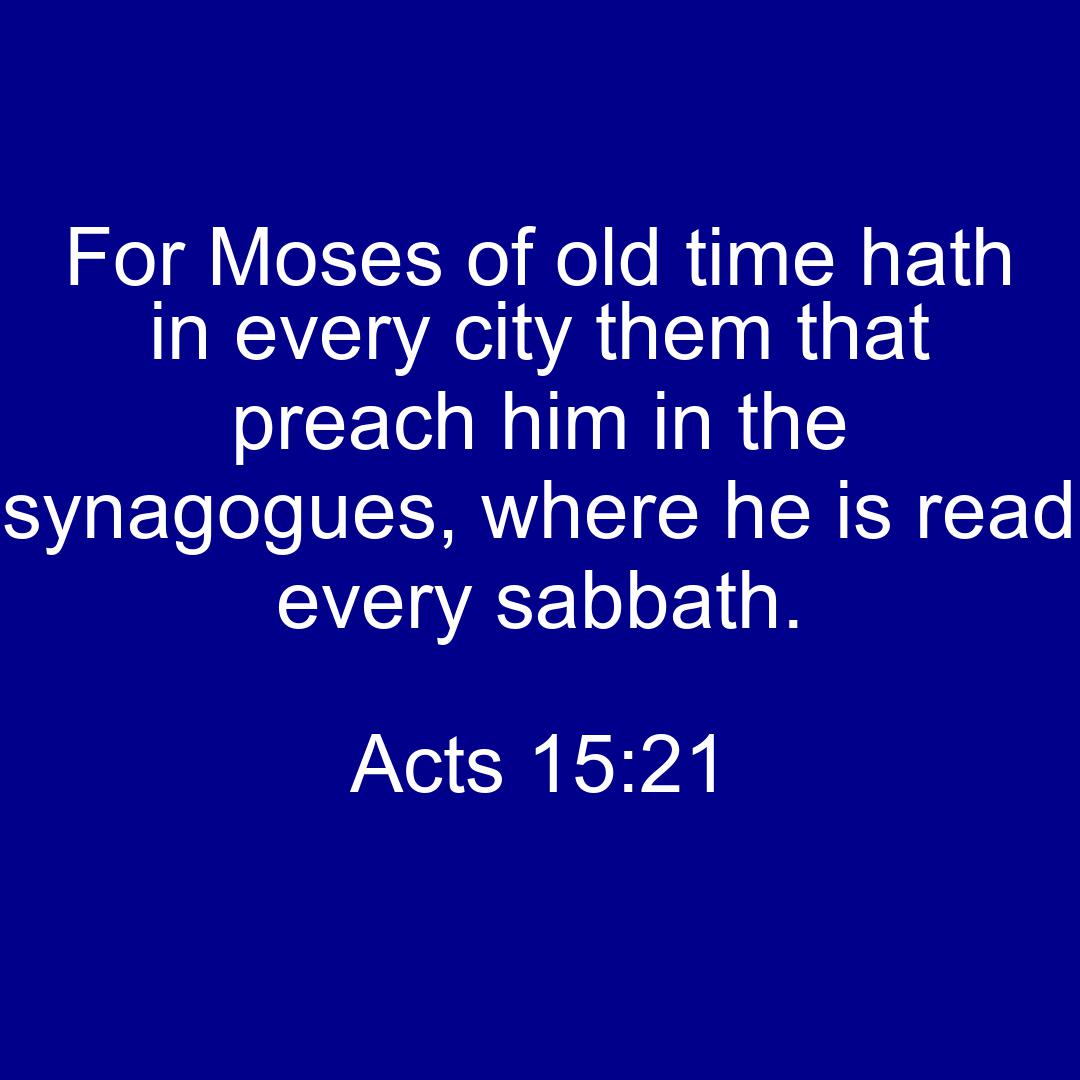 For Moses of old time hath
in every city them that
preach him in the
synagogues, where he is read
every sabbath.
Acts 15:21